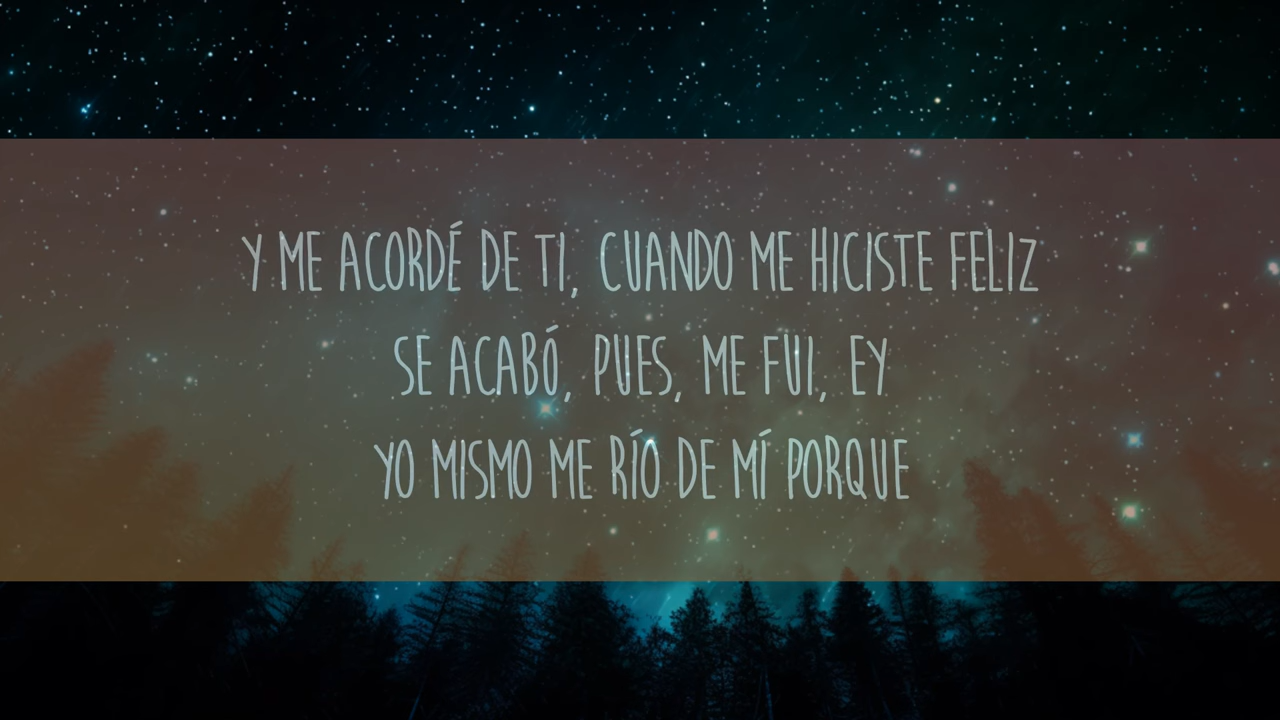 Y ME ACORDÉ DE TI, CUANDO ME HICISTE FELIZ
SE ACABÓ, PUES, ME FUI, EY
YO MISMO ME RÍO DE MÍ PORQUE